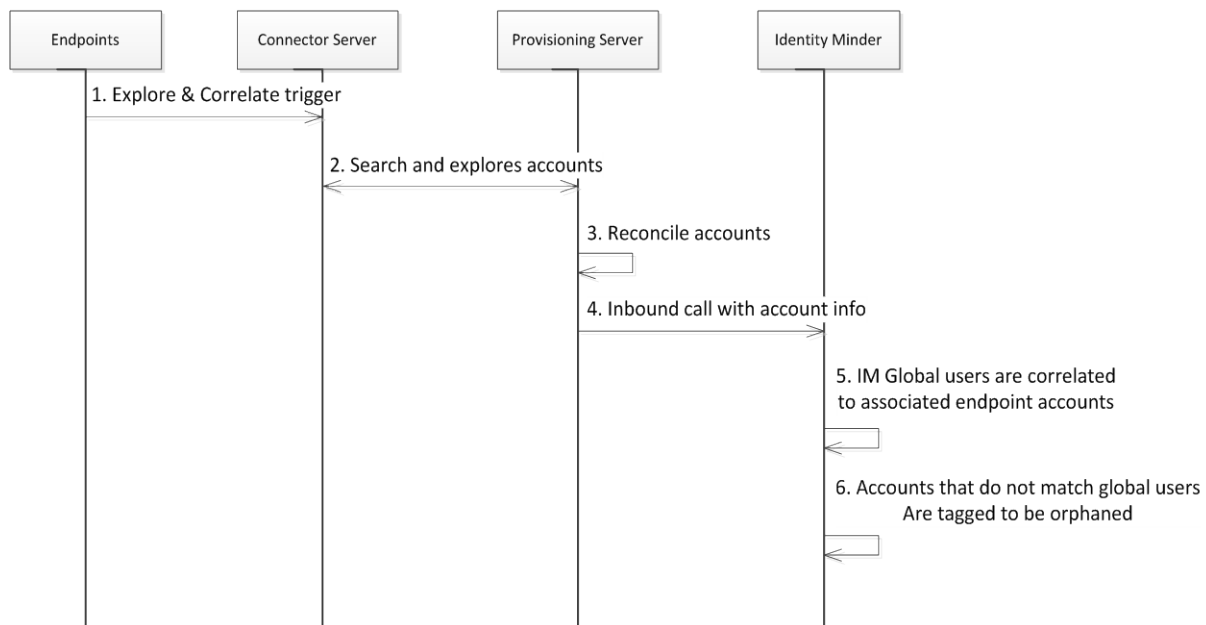 Endpoints
Connector Server
Provisioning Server
Identity Minder
1. Explore & Correlate trigger
2. Search and explores accounts
3. Reconcile accounts
4. Inbound call with account info
5. IM Global users are correlated
to associated endpoint accounts
6. Accounts that do not match global users
Are tagged to be orphaned